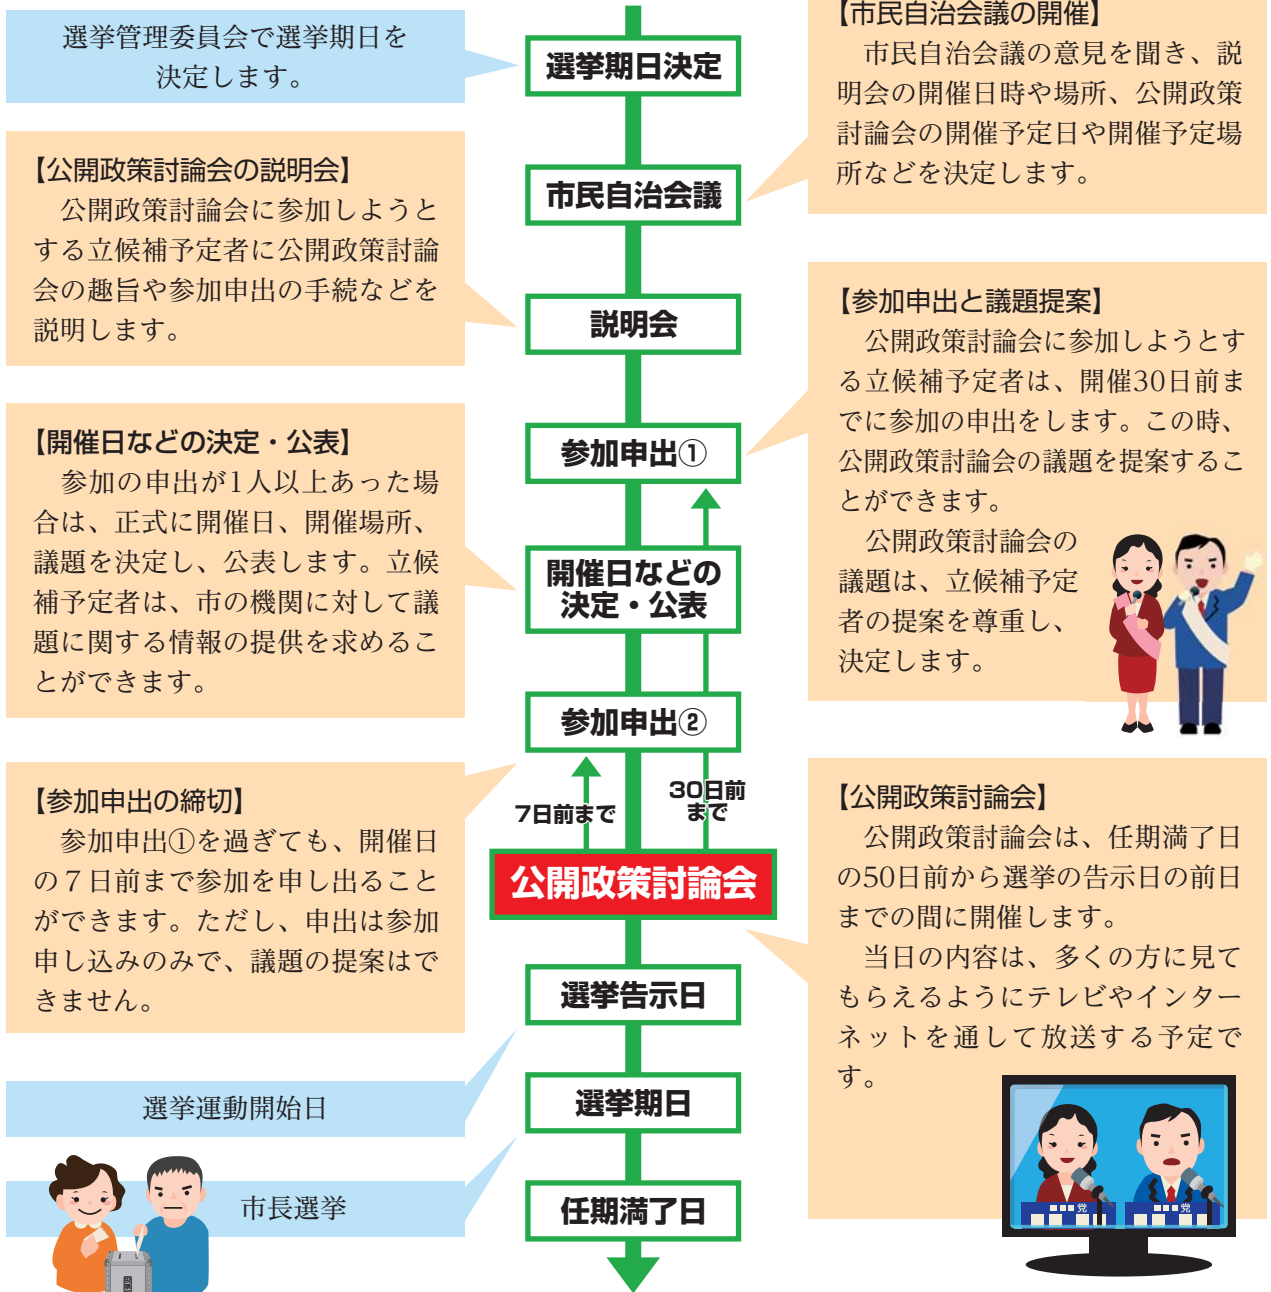 選挙管理委員会で選挙期日を
決定します。
選挙期日決定
【市民自治会議の開催】
　市民自治会議の意見を聞き、説
明会の開催日時や場所、公開政策
討論会の開催予定日や開催予定場
所などを決定します。
市民自治会議
【公開政策討論会の説明会】
　公開政策討論会に参加しようと
する立候補予定者に公開政策討論
会の趣旨や参加申出の手続などを
説明します。
説明会
【参加申出と議題提案】
　公開政策討論会に参加しようとす
る立候補予定者は、開催30日前ま
でに参加の申出をします。この時、
公開政策討論会の議題を提案するこ
とができます。
　公開政策討論会の
議題は、立候補予定
者の提案を尊重し、
決定します。
参加申出①
【開催日などの決定・公表】
　参加の申出が1人以上あった場
合は、正式に開催日、開催場所、
議題を決定し、公表します。立候
補予定者は、市の機関に対して議
題に関する情報の提供を求めるこ
とができます。
開催日などの
決定・公表
参加申出②
【参加申出の締切】
　参加申出①を過ぎても、開催日
の７日前まで参加を申し出ること
ができます。ただし、申出は参加
申し込みのみで、議題の提案はで
きません。
7日前まで
30日前
まで
公開政策討論会
【公開政策討論会】
　公開政策討論会は、任期満了日
の50日前から選挙の告示日の前日
までの間に開催します。
　当日の内容は、多くの方に見て
もらえるようにテレビやインター
ネットを通して放送する予定で
す。
■■■党
■■■党
選挙告示日
選挙運動開始日
選挙期日
市長選挙
任期満了日